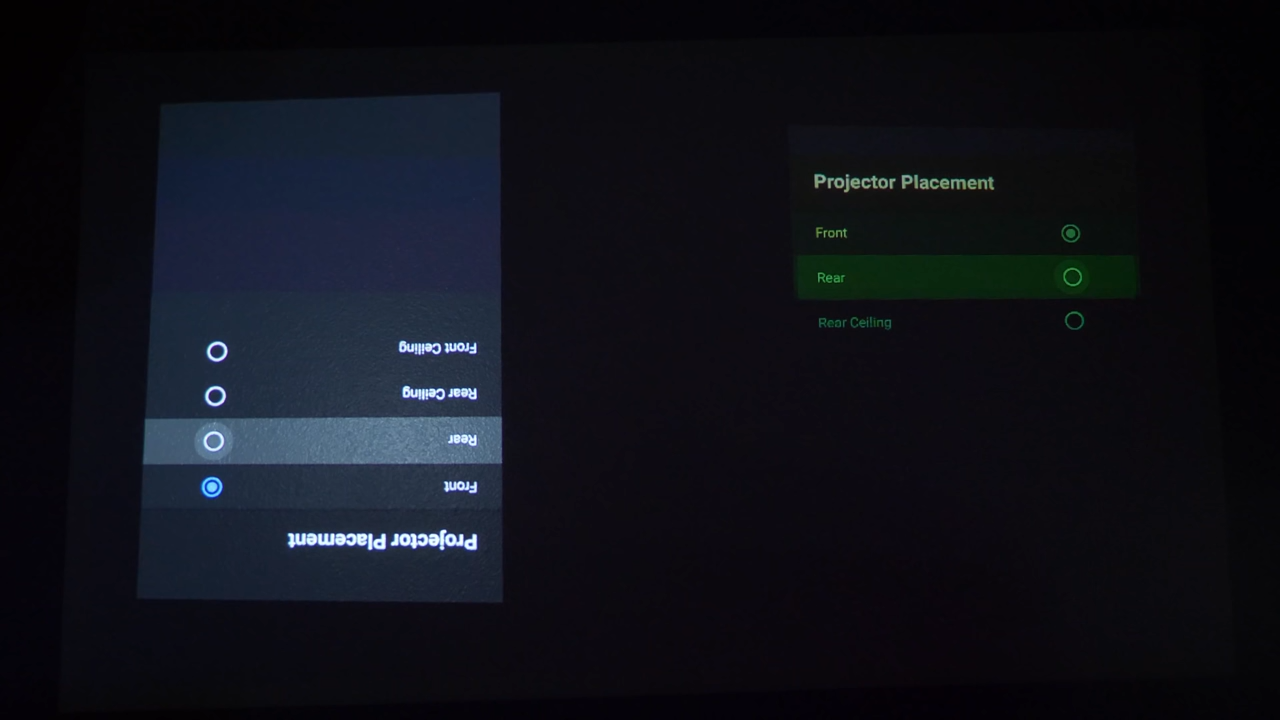 Projector Placement
Front
Rear
Rear Ceiling
Front Ceiling
Rear Ceiling
Rear
Front
Projector Placement